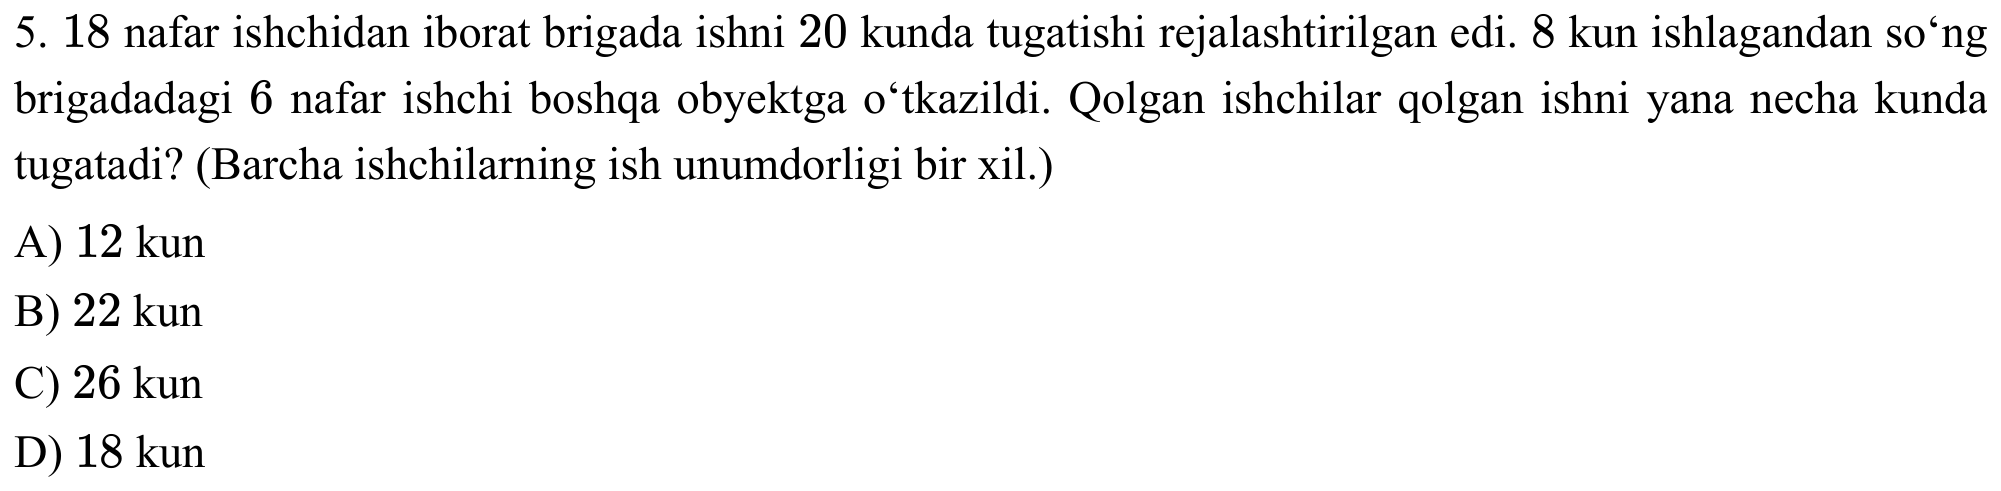 5. 18 nafar ishchidan iborat brigada ishni 20 kunda tugatishi rejalashtirilgan edi. 8 kun ishlagandan so‘ng
brigadadagi 6 nafar ishchi boshqa obyektga o‘tkazildi. Qolgan ishchilar qolgan ishni yana necha kunda
tugatadi? (Barcha ishchilarning ish unumdorligi bir xil.)
A) 12 kun
B) 22 kun
C) 26 kun
D) 18 kun